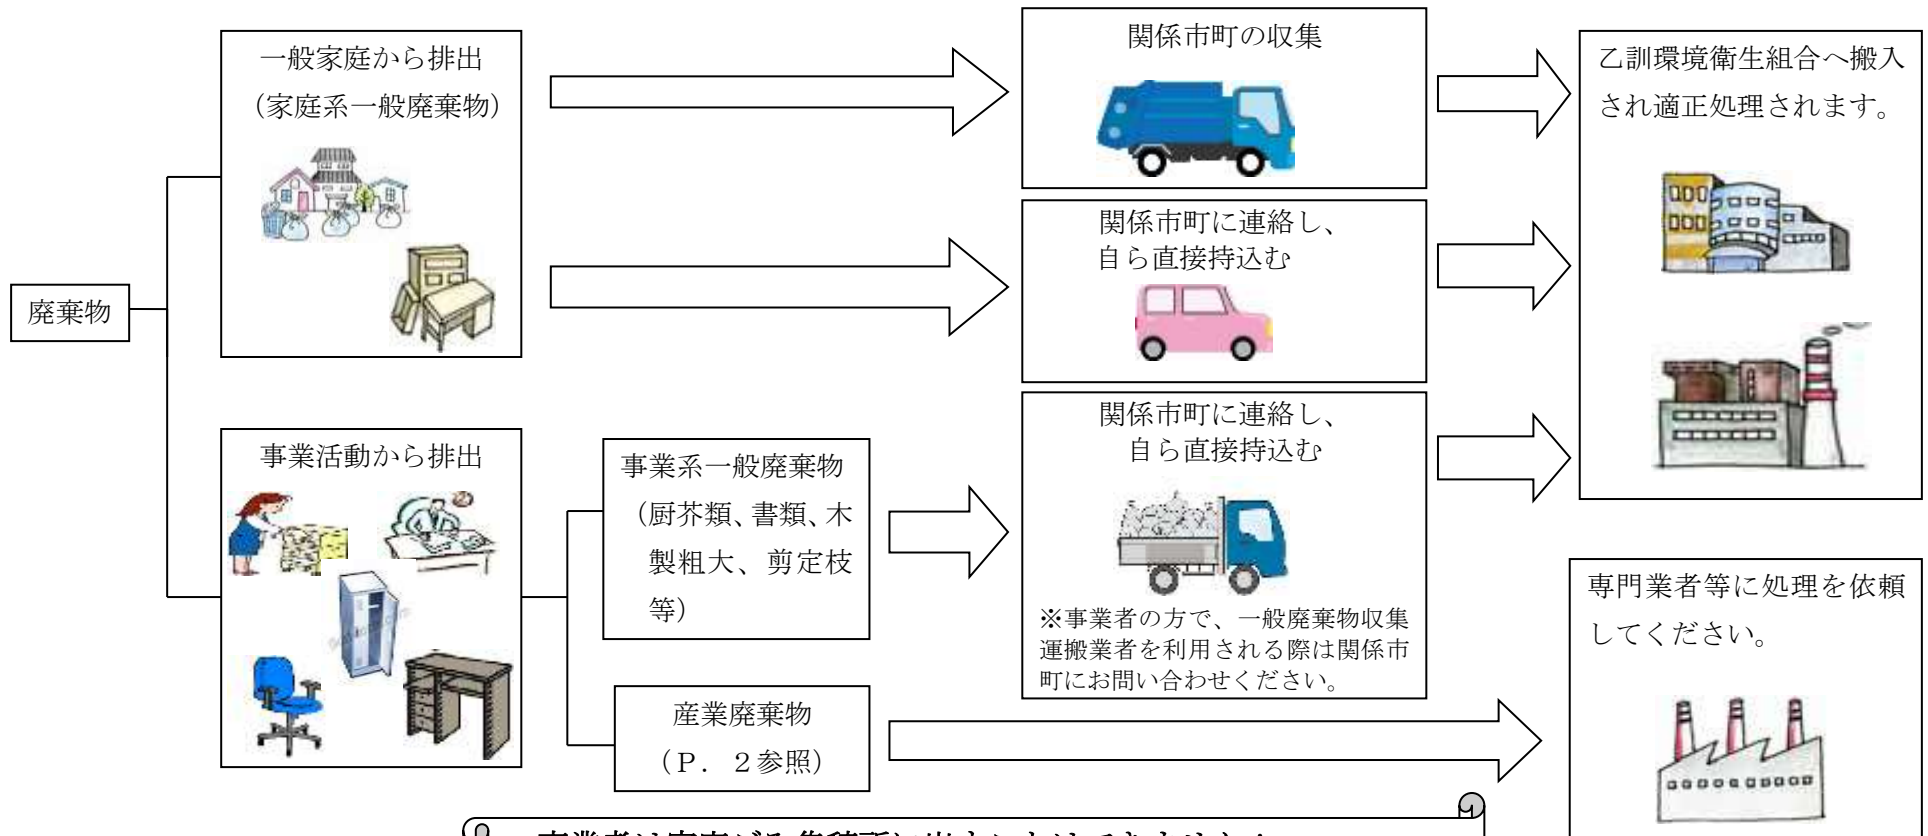 廃棄物
一般家庭から排出
（家庭系一般廃棄物）
関係市町の収集
関係市町に連絡し、
自ら直接持込む
乙訓環境衛生組合へ搬入
され適正処理されます。
事業活動から排出
事業系一般廃棄物
（厨芥類、書類、木
製粗大、剪定枝
等）
関係市町に連絡し、
自ら直接持込む
※事業者の方で、一般廃棄物収集
運搬業者を利用される際は関係市
町にお問い合わせください。
産業廃棄物
（Ｐ．２参照）
専門業者等に処理を依頼
してください。